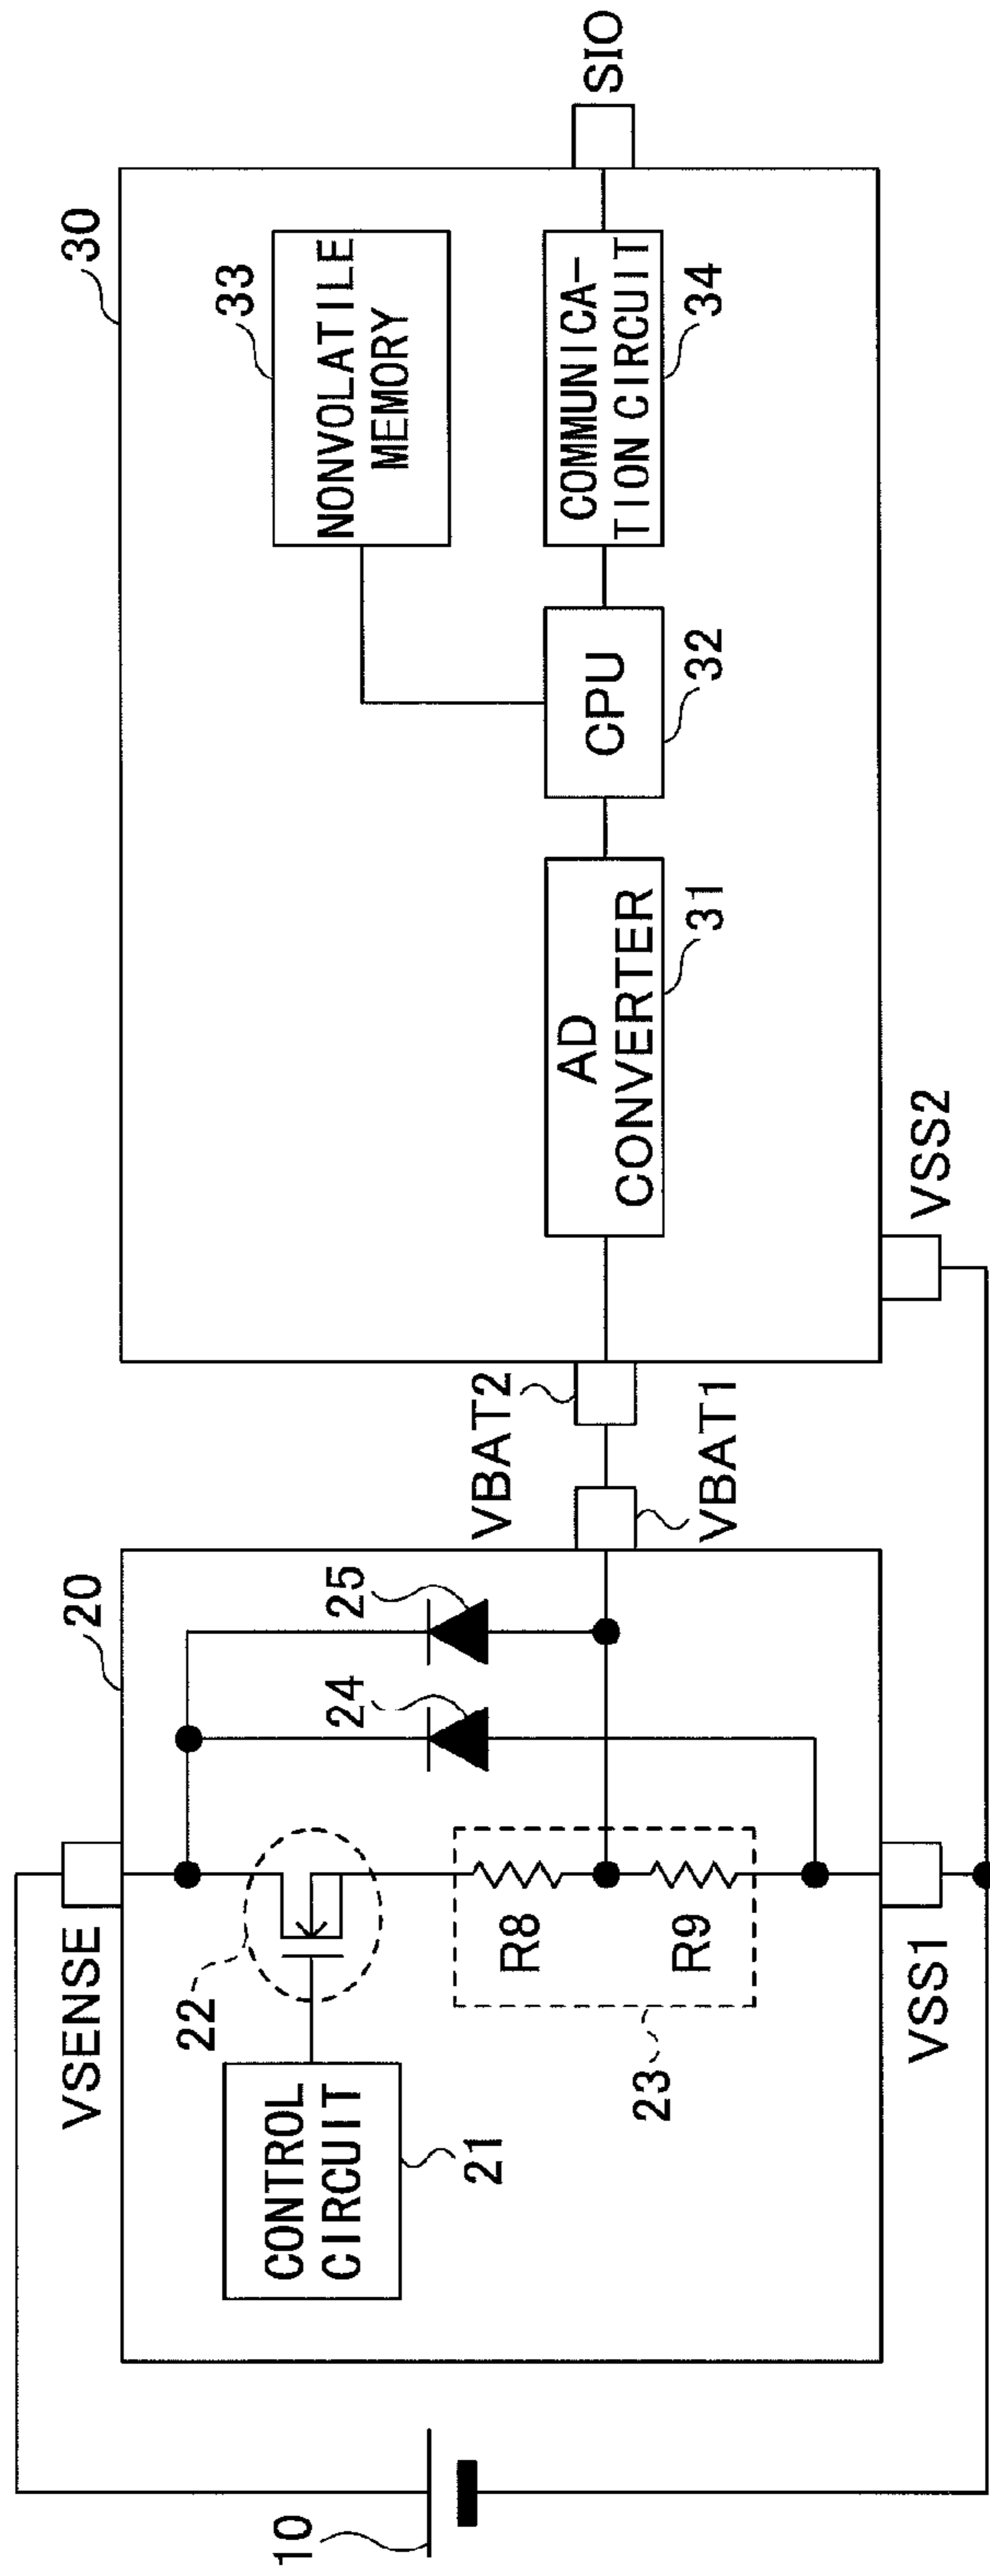 10
VSENSE
20
CONTROL
CIRCUIT
21
22
R8
R9
23
24
25
VSS1
VBAT2
VBAT1
30
AD
CONVERTER
31
CPU
32
NONVOLATILE
MEMORY
33
COMMUNICA-
TION CIRCUIT
34
VSS2
SIO